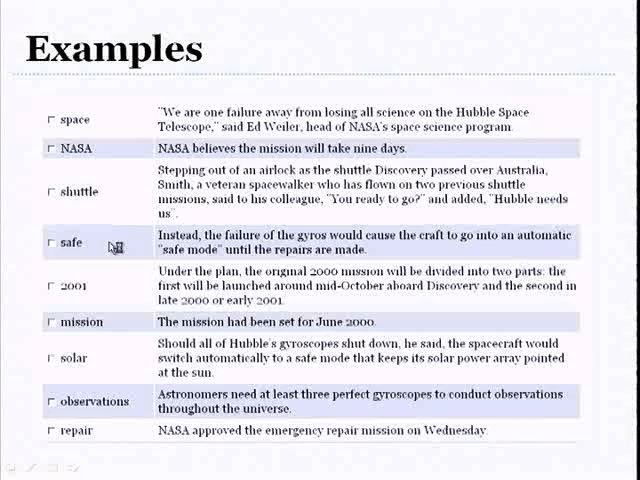 Examples
space
"We are one failure away from losing all science on the Hubble Space
Telescope," said Ed Weiler, head of NASA's space science program.
NASA
NASA believes the mission will take nine days.
shuttle
Stepping out of an airlock as the shuttle Discovery passed over Australia,
Smith, a veteran spacewalker who has flown on two previous shuttle
missions, said to his colleague, "You ready to go?" and added, "Hubble needs
us".
safe
Instead, the failure of the gyros would cause the craft to go into an automatic
"safe mode" until the repairs are made.
2001
Under the plan, the original 2000 mission will be divided into two parts: the
first will be launched around mid-October aboard Discovery and the second in
late 2000 or early 2001.
mission
The mission had been set for June 2000.
solar
Should all of Hubble's gyroscopes shut down, he said, the spacecraft would
switch automatically to a safe mode that keeps its solar power array pointed
at the sun.
observations
Astronomers need at least three perfect gyroscopes to conduct observations
throughout the universe.
repair
NASA approved the emergency repair mission on Wednesday.